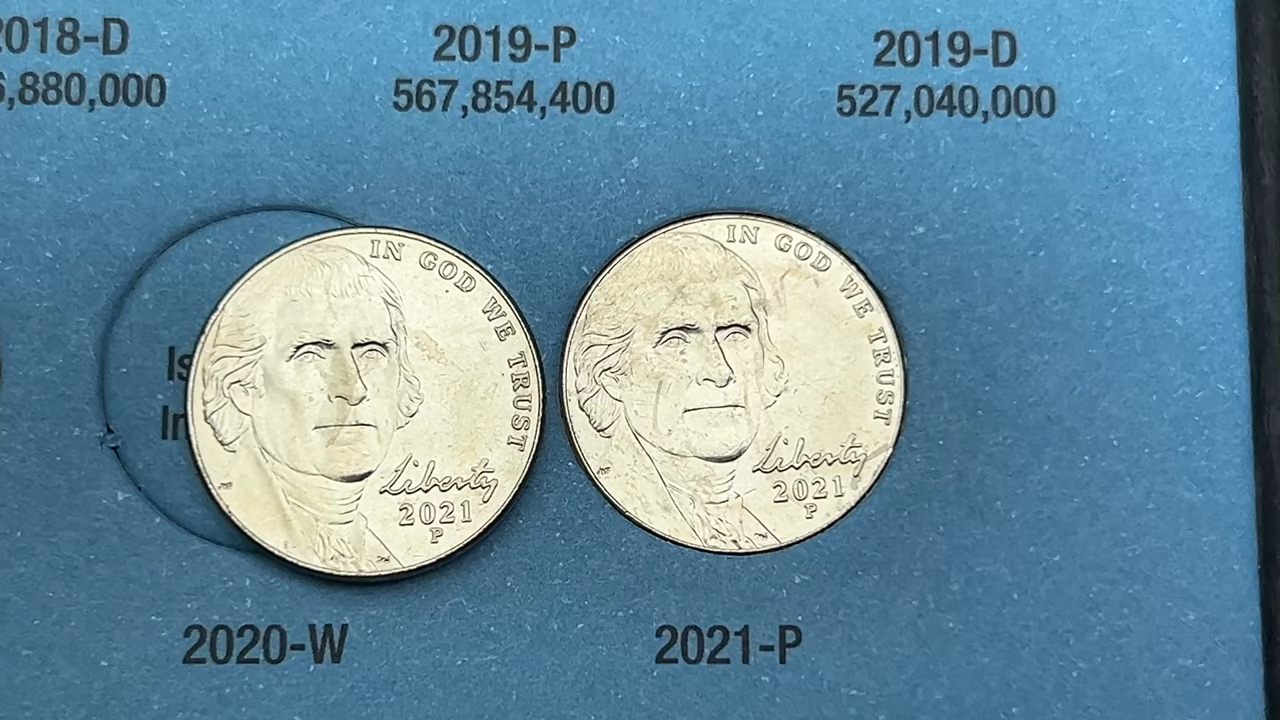 2018-D
6,880,000
2019-P
567,854,400
2019-D
527,040,000
IN GOD WE TRUST
Liberty
2021
P
IN GOD WE TRUST
Liberty
2021
P
2020-W
2021-P